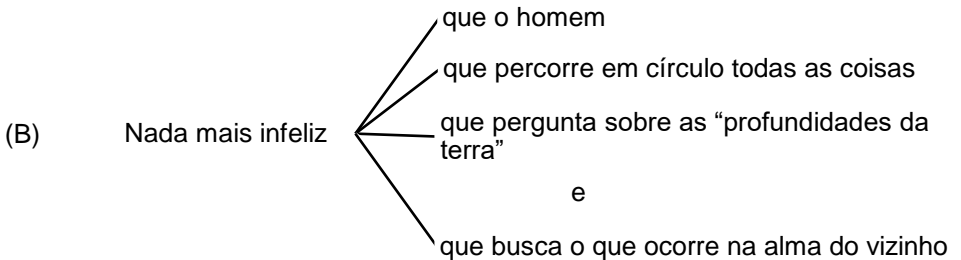 que o homem
que percorre em círculo todas as coisas
(B) Nada mais infeliz
que pergunta sobre as “profundidades da
terra”
e
que busca o que ocorre na alma do vizinho